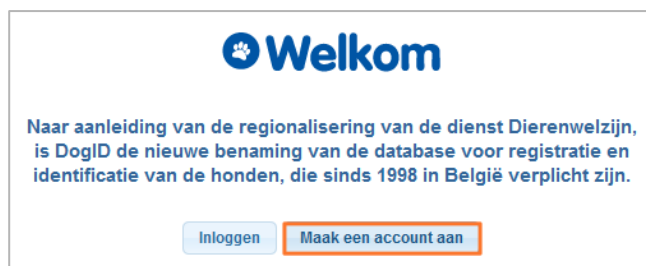 Welkom
Naar aanleiding van de regionalisering van de dienst Dierenwelzijn,
is DogID de nieuwe benaming van de database voor registratie en
identificatie van de honden, die sinds 1998 in België verplicht zijn.
Inloggen Maak een account aan